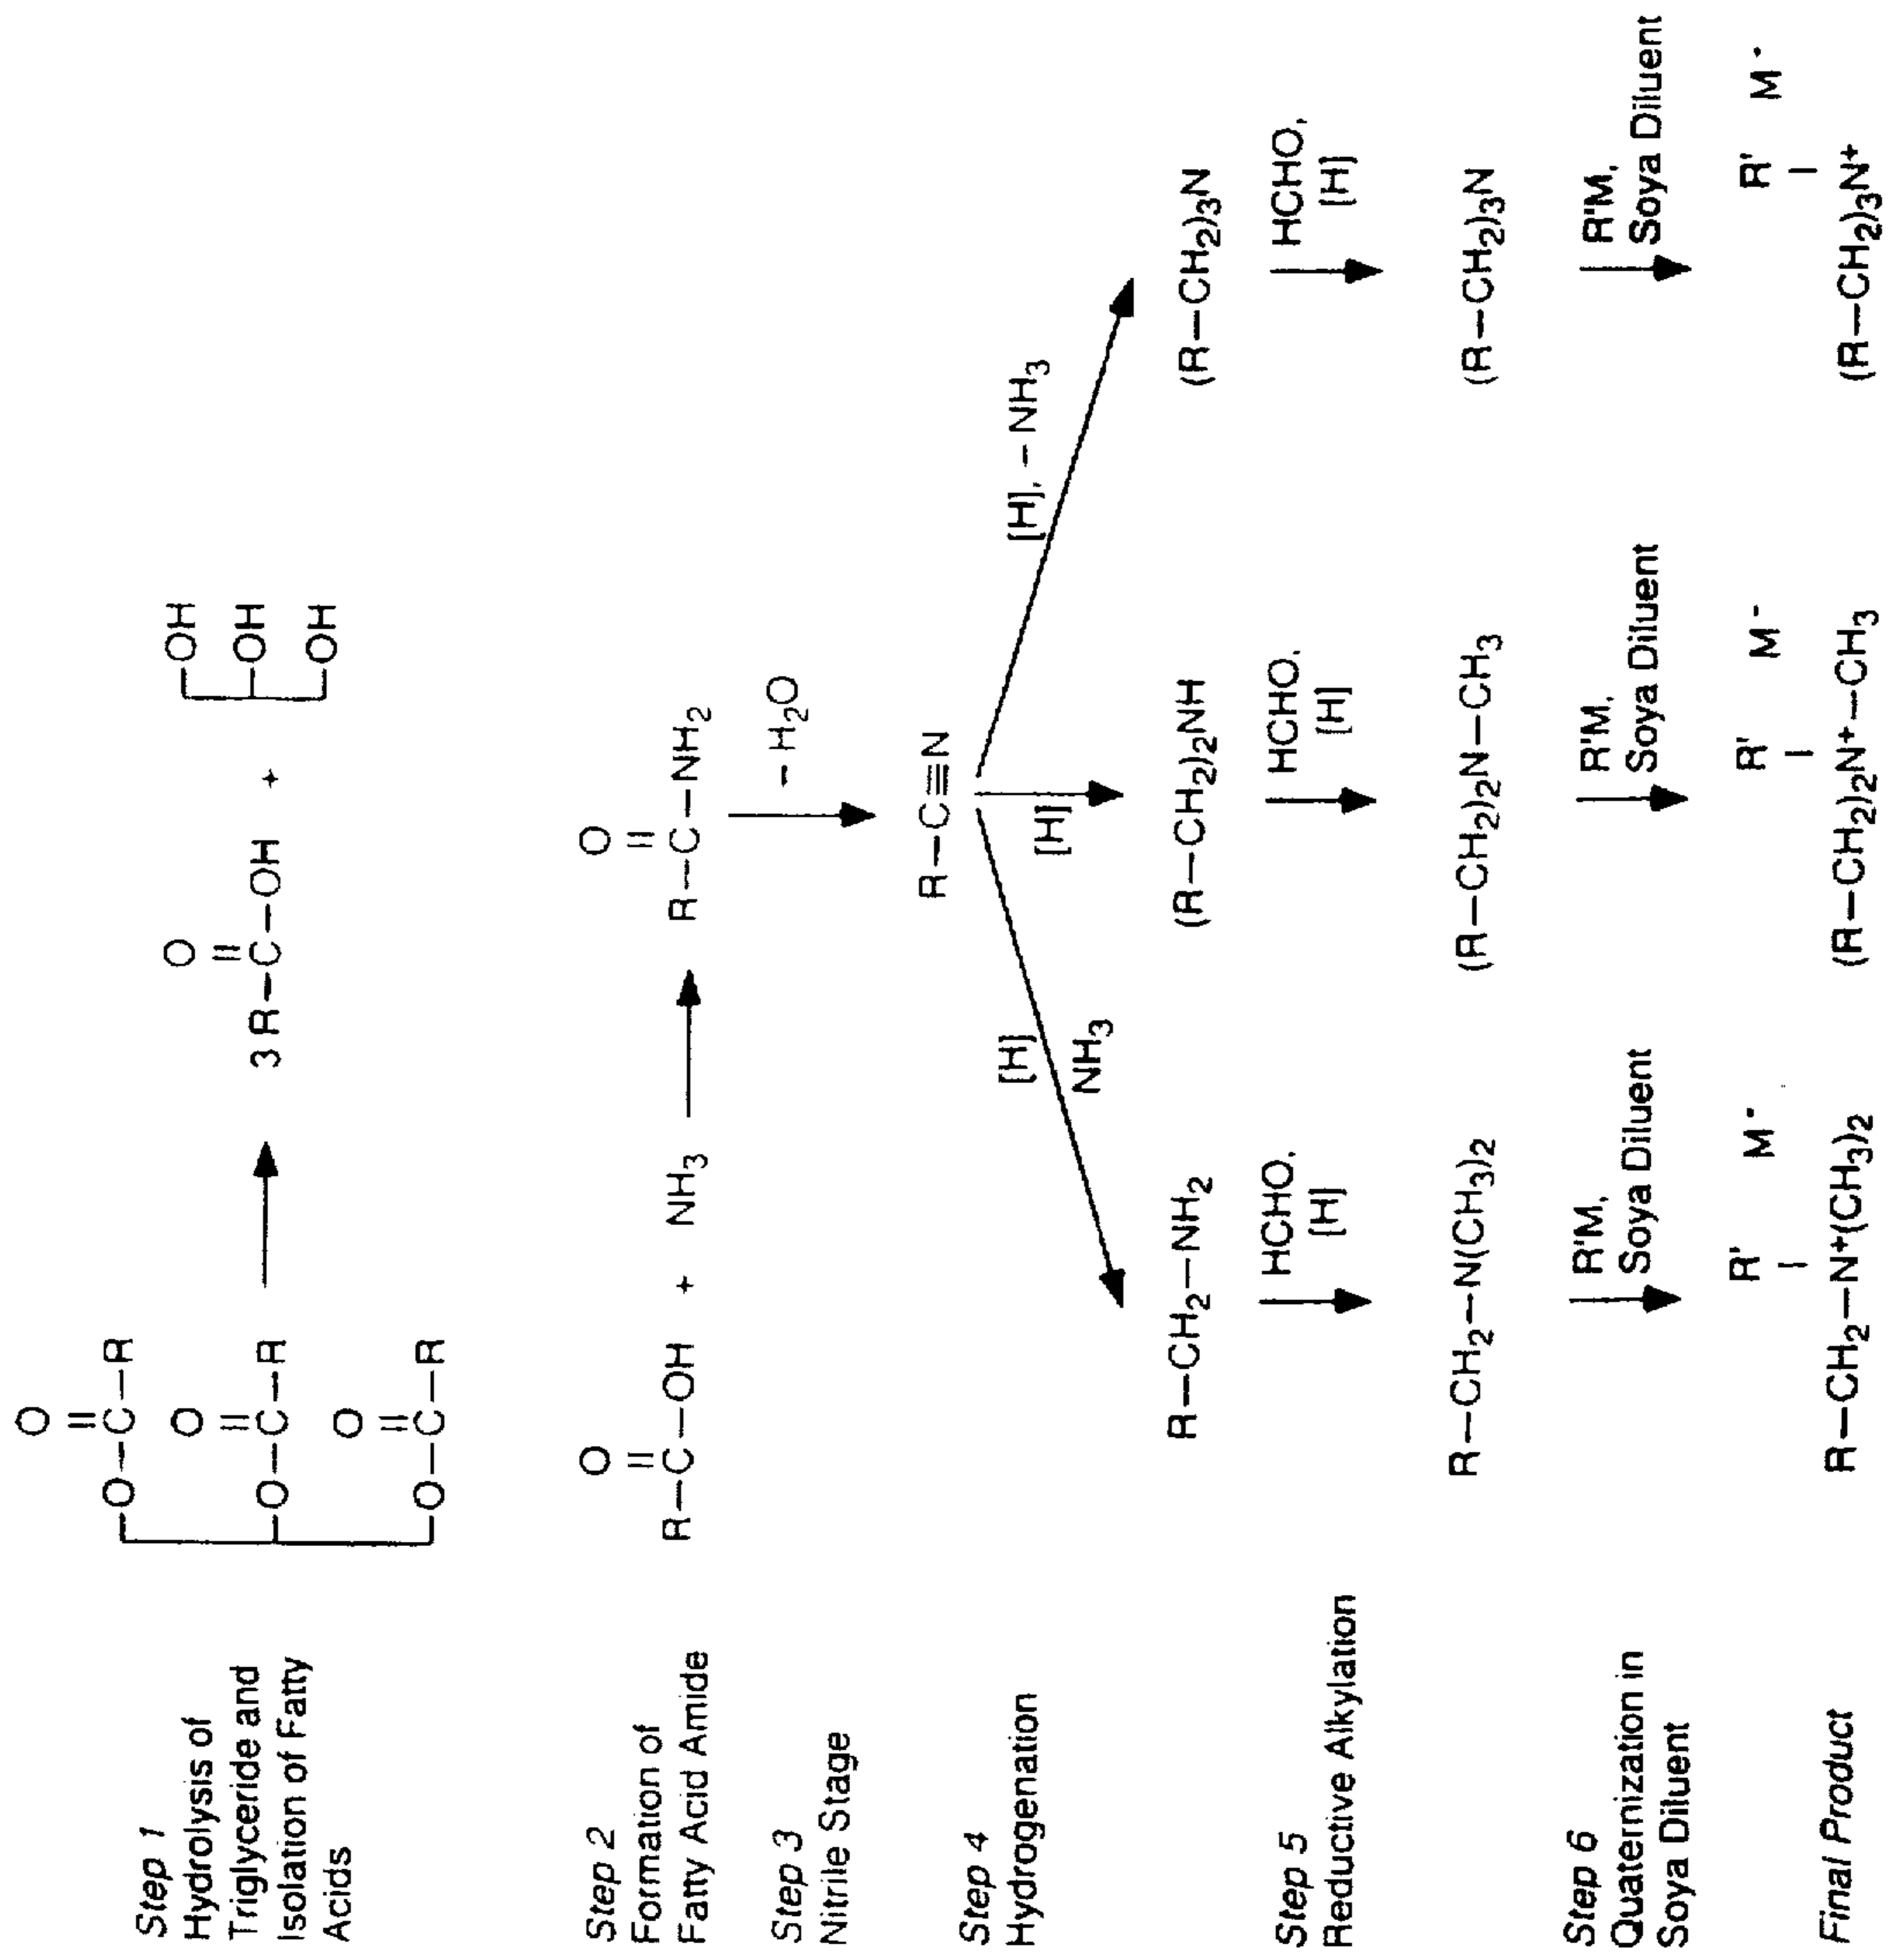 Step 1
Hydrolysis of
Triglyceride and
Isolation of Fatty
Acids
O
O–C–R
O
O–C–R
O
O–C–R
O
3 R–C–OH +
OH
OH
OH
Step 2
Formation of
Fatty Acid Amide
O
R–C–OH + NH3
O
R–C–NH2
Step 3
Nitrile Stage
– H2O
R–C≡N
Step 4
Hydrogenation
[H]
NH3
[H]
[H], – NH3
R–CH2–NH2
(R–CH2)2NH
(R–CH2)3N
Step 5
Reductive Alkylation
HCHO,
[H]
HCHO,
[H]
HCHO,
[H]
R–CH2–N(CH3)2
(R–CH2)2N–CH3
(R–CH2)3N
Step 6
Quaternization in
Soya Diluent
R'M,
Soya Diluent
R'M,
Soya Diluent
R'M,
Soya Diluent
Final Product
R' M-
R–CH2–N+(CH3)2
R' M-
(R–CH2)2N+–CH3
R' M-
(R–CH2)3N+